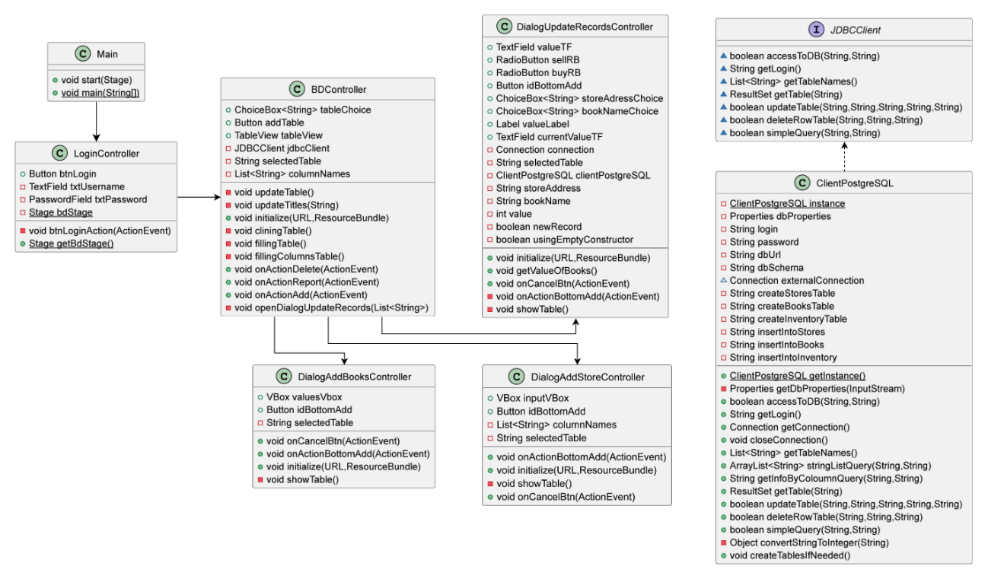 C Main
void start(Stage)
void main(String[])
C LoginController
Button btnLogin
TextField txtUsername
PasswordField txtPassword
Stage bdStage
void btnLoginAction(ActionEvent)
Stage getBdStage()
C BDController
ChoiceBox<String> tableChoice
Button addTable
TableView tableView
JDBCClient jdbcClient
String selectedTable
List<String> columnNames
void updateTable()
void updateTitles(String)
void initialize(URL,ResourceBundle)
void cliningTable()
void fillingTable()
void fillingColumnsTable()
void onActionDelete(ActionEvent)
void onActionReport(ActionEvent)
void onActionAdd(ActionEvent)
void openDialogUpdateRecords(List<String>)
C DialogUpdateRecordsController
TextField valueTF
RadioButton sellRB
RadioButton buyRB
Button idBottomAdd
ChoiceBox<String> storeAdressChoice
ChoiceBox<String> bookNameChoice
Label valueLabel
TextField currentValueTF
Connection connection
String selectedTable
ClientPostgreSQL clientPostgreSQL
String storeAddress
String bookName
int value
boolean newRecord
boolean usingEmptyConstructor
void initialize(URL,ResourceBundle)
void getValueOfBooks()
void onCancelBtn(ActionEvent)
void onActionBottomAdd(ActionEvent)
void showTable()
C DialogAddBooksController
VBox valuesVbox
Button idBottomAdd
String selectedTable
void onCancelBtn(ActionEvent)
void onActionBottomAdd(ActionEvent)
void initialize(URL,ResourceBundle)
void showTable()
C DialogAddStoreController
VBox inputVBox
Button idBottomAdd
List<String> columnNames
String selectedTable
void onActionBottomAdd(ActionEvent)
void initialize(URL,ResourceBundle)
void showTable()
void onCancelBtn(ActionEvent)
I JDBCClient
boolean accessToDB(String,String)
String getLogin()
List<String> getTableNames()
ResultSet getTable(String)
boolean updateTable(String,String,String,String,String)
boolean deleteRowTable(String,String,String)
boolean simpleQuery(String,String)
C ClientPostgreSQL
ClientPostgreSQL instance
Properties dbProperties
String login
String password
String dbUrl
String dbSchema
Connection externalConnection
String createStoresTable
String createBooksTable
String createInventoryTable
String insertIntoStores
String insertIntoBooks
String insertIntoInventory
ClientPostgreSQL getInstance()
Properties getDbProperties(InputStream)
boolean accessToDB(String,String)
String getLogin()
Connection getConnection()
void closeConnection()
List<String> getTableNames()
ArrayList<String> stringListQuery(String,String)
String getInfoByColoumnQuery(String,String)
ResultSet getTable(String)
boolean updateTable(String,String,String,String,String)
boolean deleteRowTable(String,String,String)
boolean simpleQuery(String,String)
Object convertStringToInteger(String)
void createTablesIfNeeded()